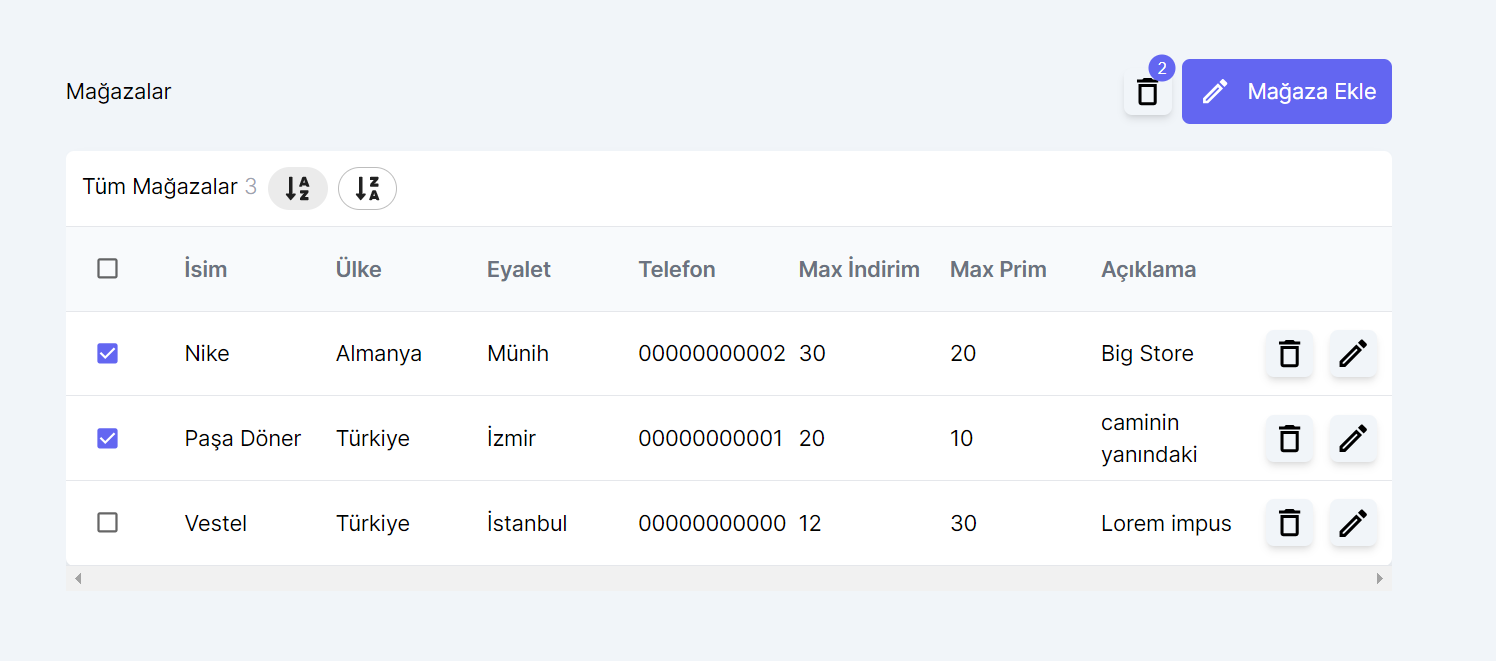 2
Mağazalar
Mağaza Ekle
Tüm Mağazalar 3 A Z Z A
İsim Ülke Eyalet Telefon Max İndirim Max Prim Açıklama
Nike Almanya Münih 00000000002 30 20 Big Store
Paşa Döner Türkiye İzmir 00000000001 20 10 caminin
yanındaki
Vestel Türkiye İstanbul 00000000000 12 30 Lorem impus